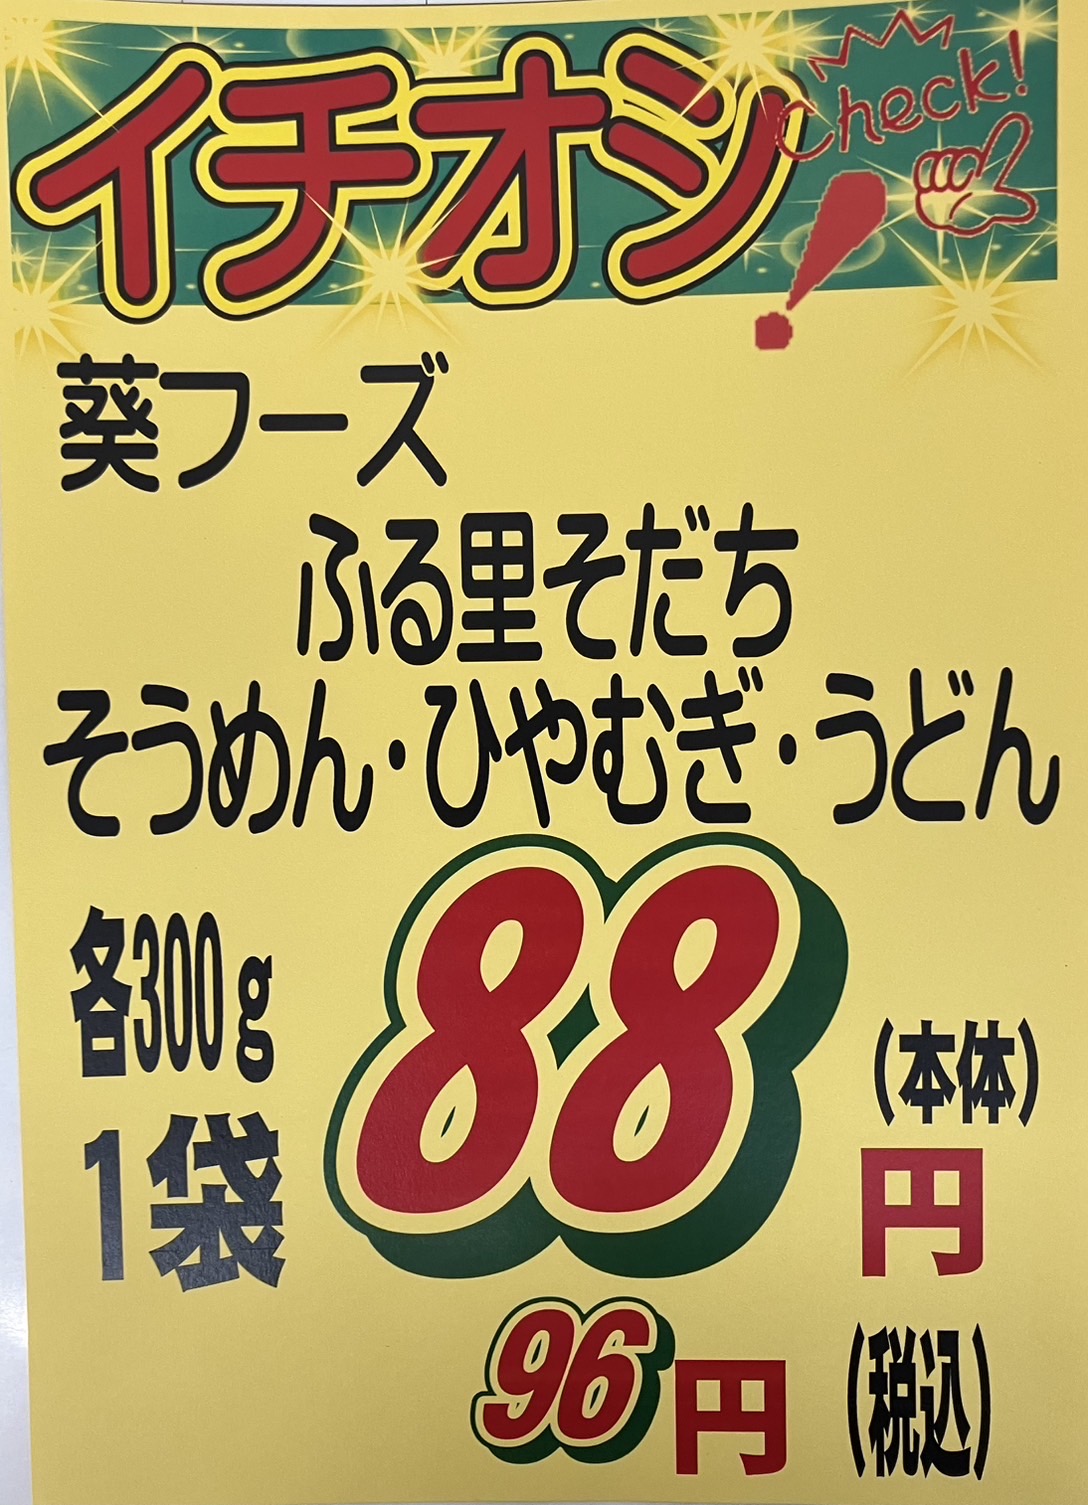 イチオシ!
Check!
葵フーズ
ふる里そだち
そうめん・ひやむぎ・うどん
各300g
1袋
88円(本体)
96円(税込)